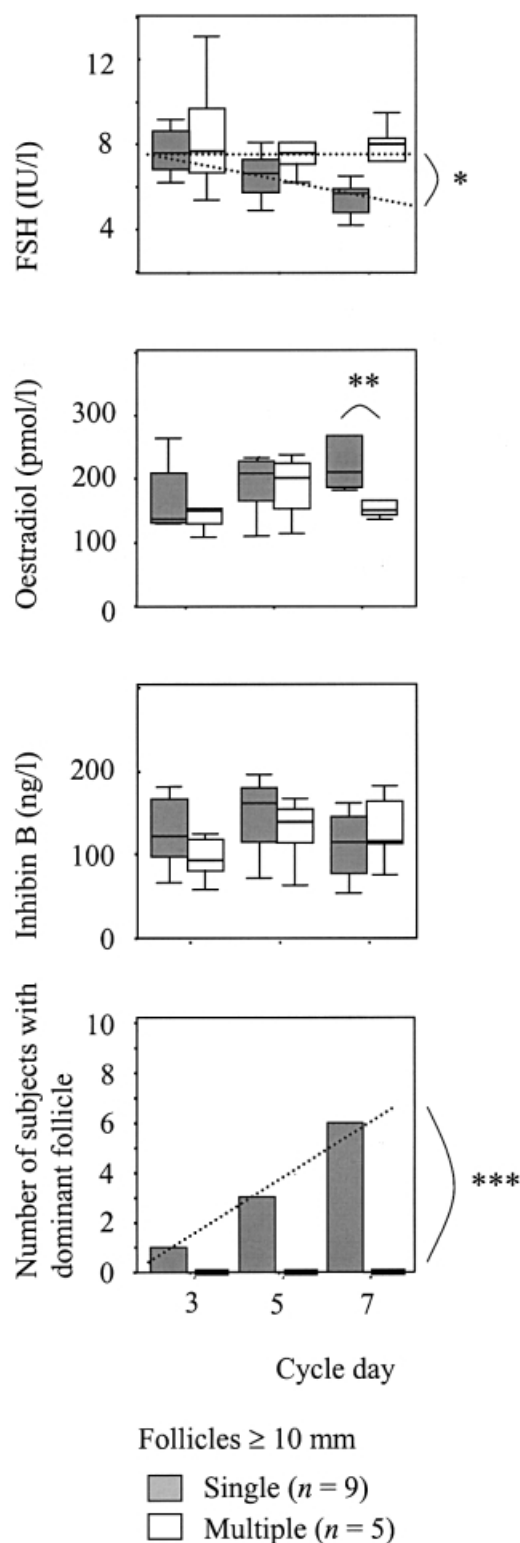 FSH (IU/l)
12
8
4
*
Oestradiol (pmol/l)
300
200
100
0
**
Inhibin B (ng/l)
200
100
0
Number of subjects with
dominant follicle
10
8
6
4
2
0
***
3 5 7
Cycle day
Follicles ≥ 10 mm
Single (n = 9)
Multiple (n = 5)